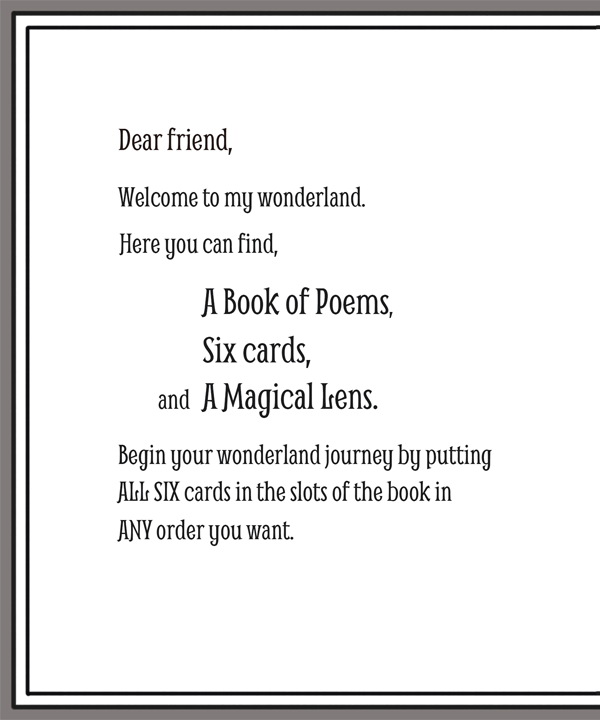 Dear friend,
Welcome to my wonderland.
Here you can find,
A Book of Poems,
Six cards,
and A Magical Lens.
Begin your wonderland journey by putting
ALL SIX cards in the slots of the book in
ANY order you want.